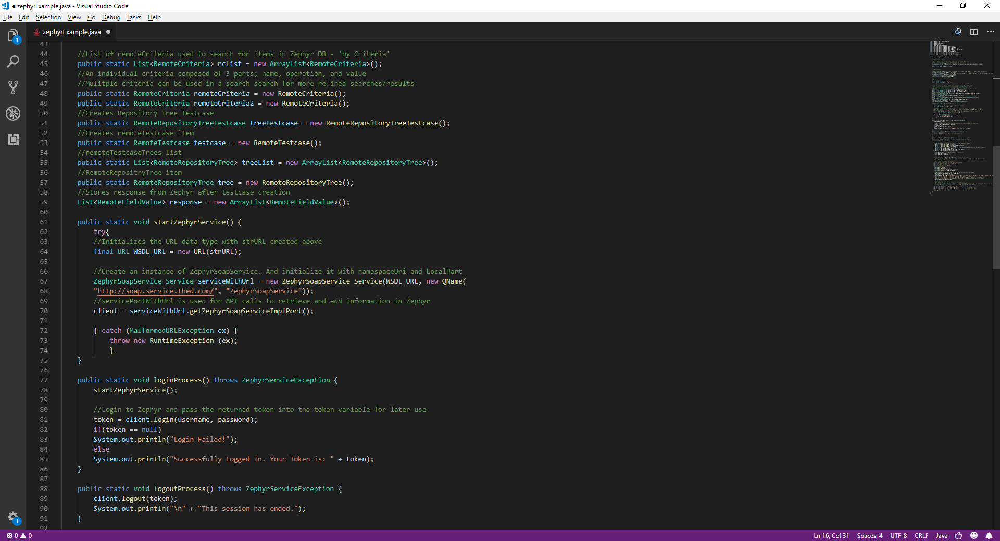 ● zephyrExample.java - Visual Studio Code
File Edit Selection View Go Debug Tasks Help
zephyrExample.java ●
1
43
44 //List of remoteCriteria used to search for items in Zephyr DB - 'by Criteria'
45 public static List<RemoteCriteria> rcList = new ArrayList<RemoteCriteria>();
46 //An individual criteria composed of 3 parts; name, operation, and value
47 //Mulitple criteria can be used in a search search for more refined searches/results
48 public static RemoteCriteria remoteCriteria = new RemoteCriteria();
49 public static RemoteCriteria remoteCriteria2 = new RemoteCriteria();
50 //Creates Repository Tree Testcase
51 public static RemoteRepositoryTreeTestcase treeTestcase = new RemoteRepositoryTreeTestcase();
52 //Creates remoteTestcase item
53 public static RemoteTestcase testcase = new RemoteTestcase();
54 //remoteTestcaseTrees list
55 public static List<RemoteRepositoryTree> treeList = new ArrayList<RemoteRepositoryTree>();
56 //RemoteRepositryTree item
57 public static RemoteRepositoryTree tree = new RemoteRepositoryTree();
58 //Stores response from Zephyr after testcase creation
59 List<RemoteFieldValue> response = new ArrayList<RemoteFieldValue>();
60
61 public static void startZephyrService() {
62 try{
63 //Initializes the URL data type with strURL created above
64 final URL WSDL_URL = new URL(strURL);
65
66 //Create an instance of ZephyrSoapService. And initialize it with namespaceUri and LocalPart
67 ZephyrSoapService_Service serviceWithUrl = new ZephyrSoapService_Service(WSDL_URL, new QName(
68 "http://soap.service.thed.com/", "ZephyrSoapService"));
69 //servicePortWithUrl is used for API calls to retrieve and add information in Zephyr
70 client = serviceWithUrl.getZephyrSoapServiceImplPort();
71
72 } catch (MalformedURLException ex) {
73 throw new RuntimeException (ex);
74 }
75 }
76
77 public static void loginProcess() throws ZephyrServiceException {
78 startZephyrService();
79
80 //Login to Zephyr and pass the returned token into the token variable for later use
81 token = client.login(username, password);
82 if(token == null)
83 System.out.println("Login Failed!");
84 else
85 System.out.println("Successfully Logged In. Your Token is: " + token);
86 }
87
88 public static void logoutProcess() throws ZephyrServiceException {
89 client.logout(token);
90 System.out.println("\n" + "This session has ended.");
91 }
92
1
0 0 Ln 16, Col 31 Spaces: 4 UTF-8 CRLF Java